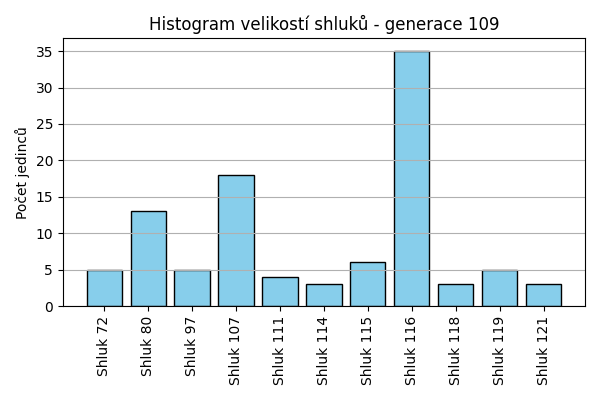 Histogram velikostí shluků - generace 109
Počet jedinců
35
30
25
20
15
10
5
0
Shluk 72
Shluk 80
Shluk 97
Shluk 107
Shluk 111
Shluk 114
Shluk 115
Shluk 116
Shluk 118
Shluk 119
Shluk 121